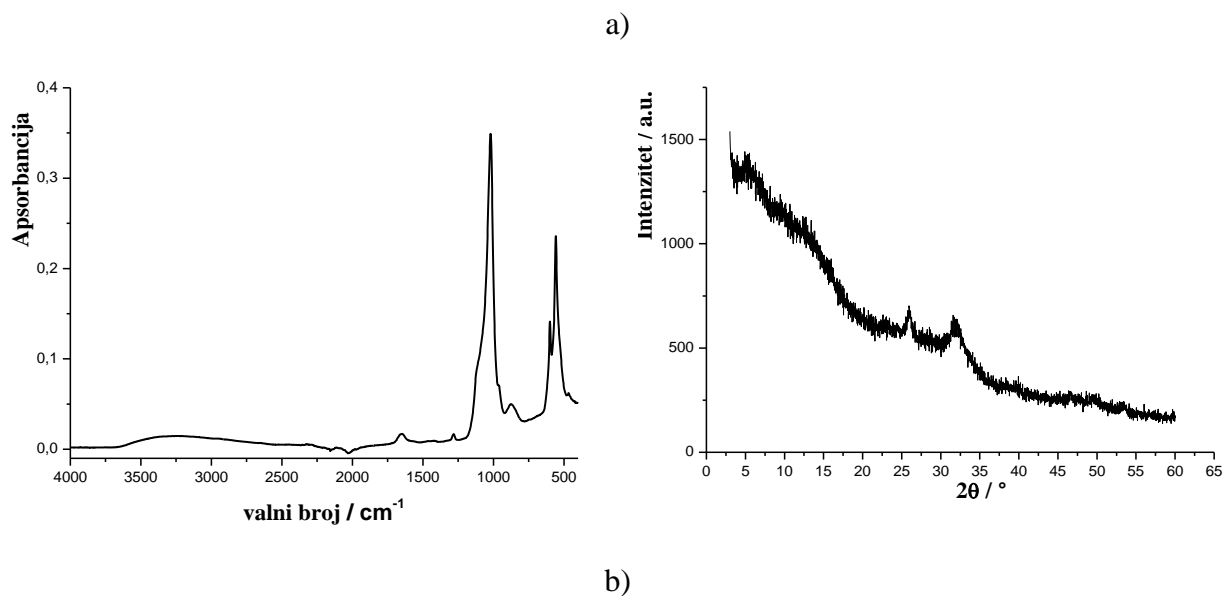 a)
0,4
0,3
0,2
0,1
0,0
Apsorbancija
4000 3500 3000 2500 2000 1500 1000 500
valni broj / cm⁻¹
1500
1000
500
0
Intenzitet / a.u.
0 5 10 15 20 25 30 35 40 45 50 55 60 65
2θ / °
b)